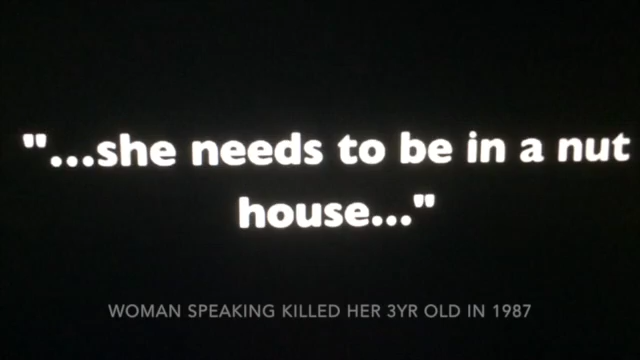 "...she needs to be in a nut
house..."
WOMAN SPEAKING KILLED HER 3YR OLD IN 1987